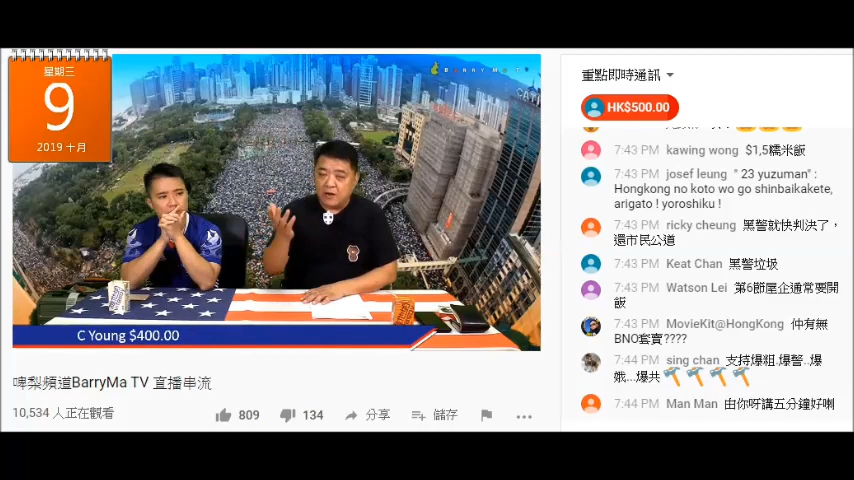 星期三
9
2019 十月
BARRYMATV
C Young $400.00
啤梨頻道BarryMa TV 直播串流
10,534 人正在觀看
809
134
分享
儲存
重點即時通訊
HK$500.00
7:43 PM kawing wong $1,5糯米飯
7:43 PM josef leung " 23 yuzuman" :
Hongkong no koto wo go shinbaikakete,
arigato ! yoroshiku !
7:43 PM ricky cheung 黑警就快判決了，
還市民公道
7:43 PM Keat Chan 黑警垃圾
7:43 PM Watson Lei 第6節屋企通常要開
飯
7:43 PM MovieKit@HongKong 仲有無
BNO套賣????
7:44 PM sing chan 支持爆粗.爆警..爆
娥...爆共
7:44 PM Man Man 由你呀講五分鐘好喇